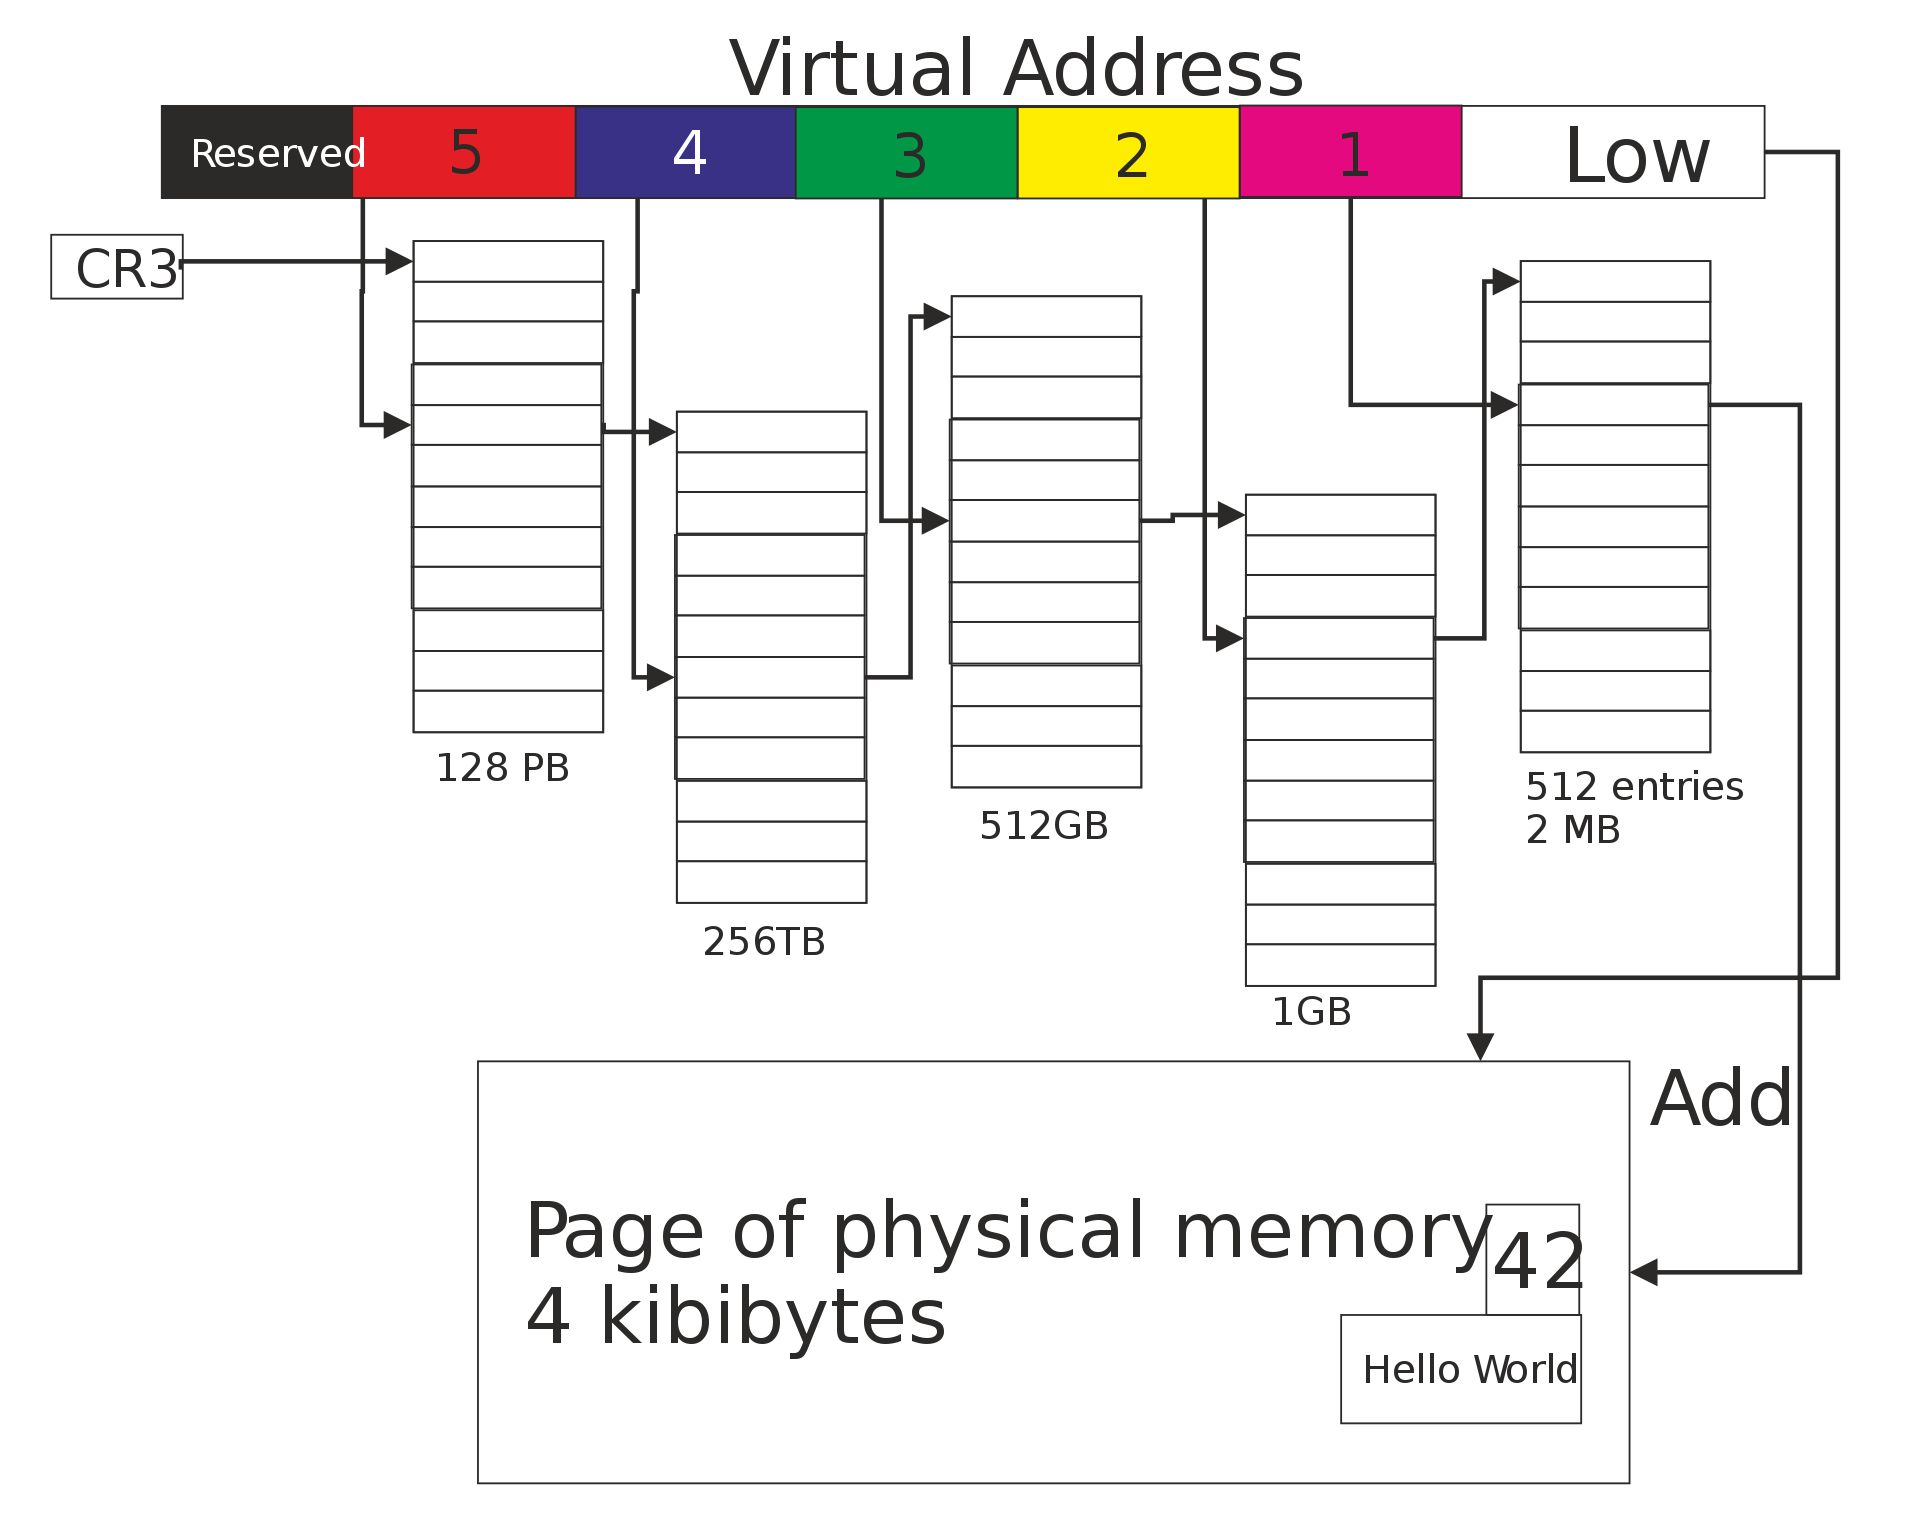 Virtual Address
Reserved 5 4 3 2 1 Low
CR3
128 PB
256TB
512GB
1GB
512 entries
2 MB
Add
Page of physical memory
4 kibibytes
42
Hello World